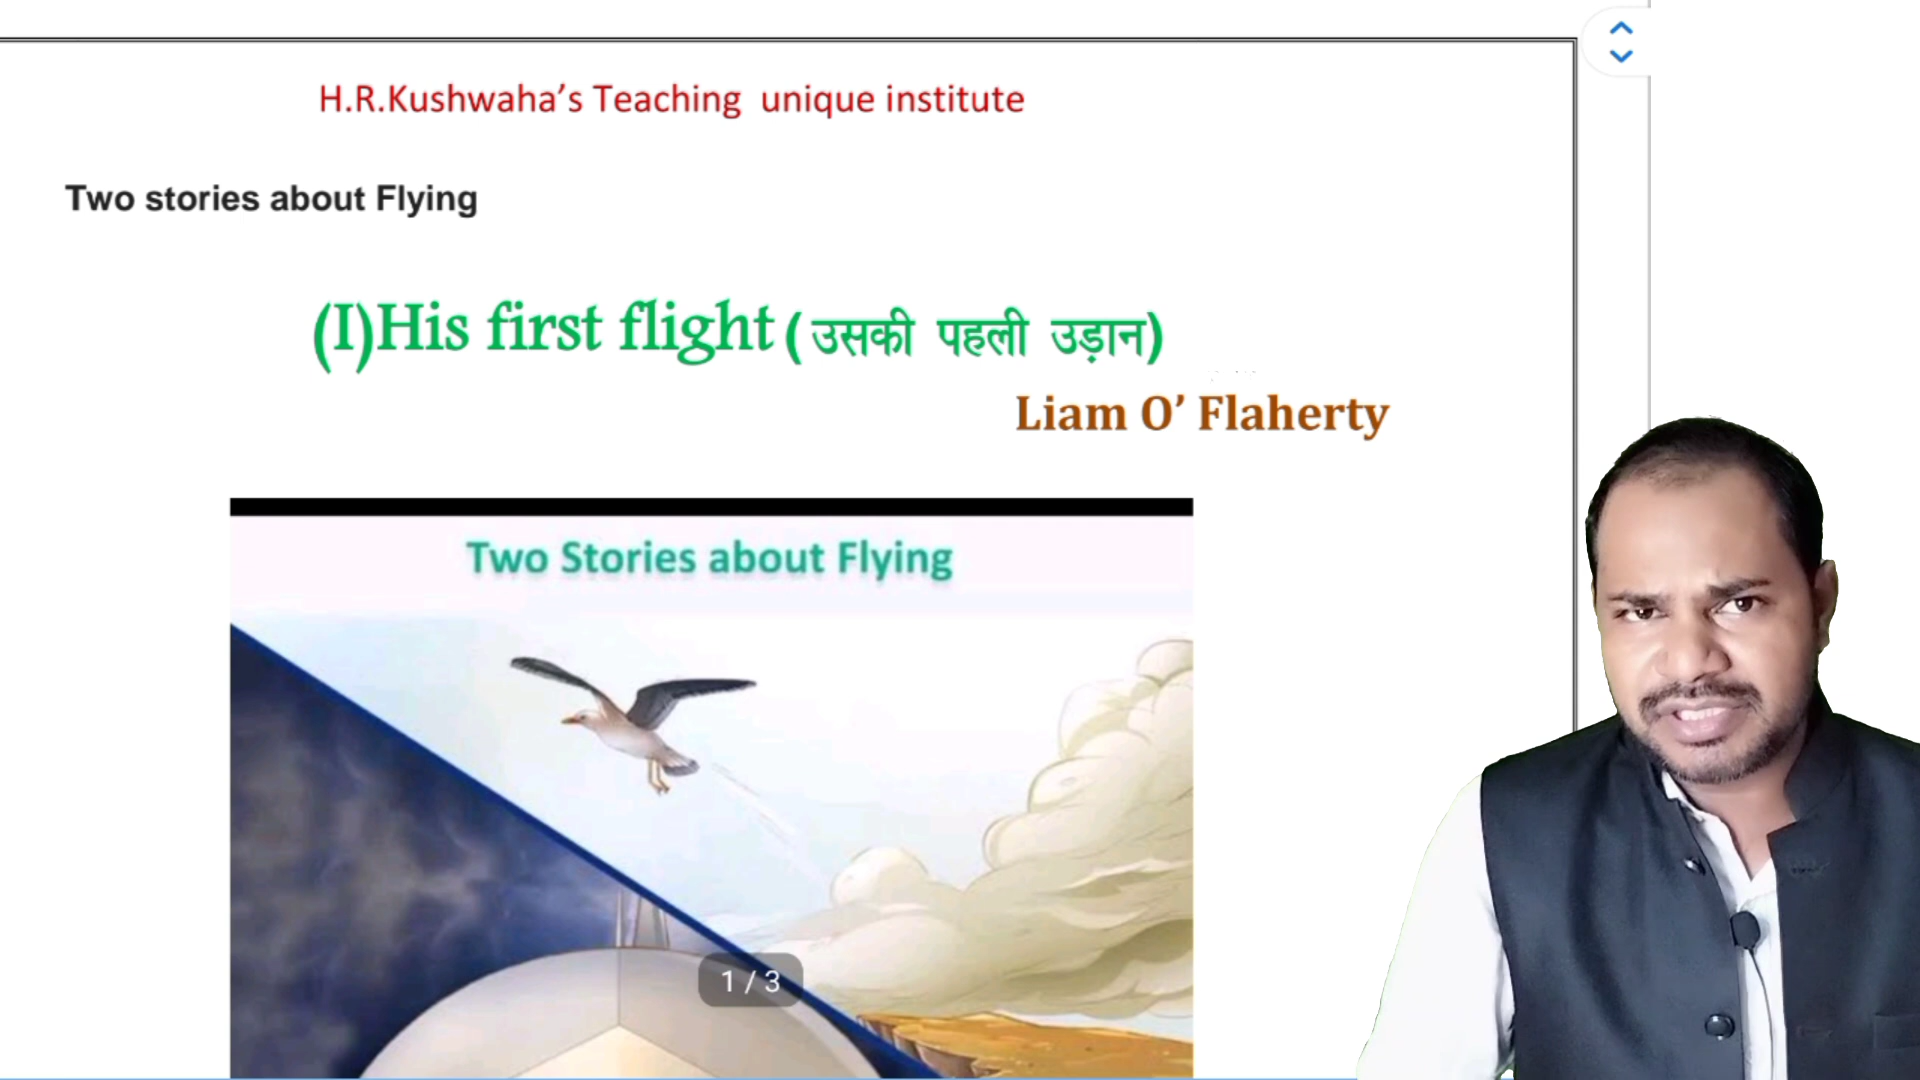 H.R.Kushwaha’s Teaching  unique institute
Two stories about Flying
(I)His first flight ( उसकी पहली उड़ान)
Liam O’ Flaherty
Two Stories about Flying
1 / 3